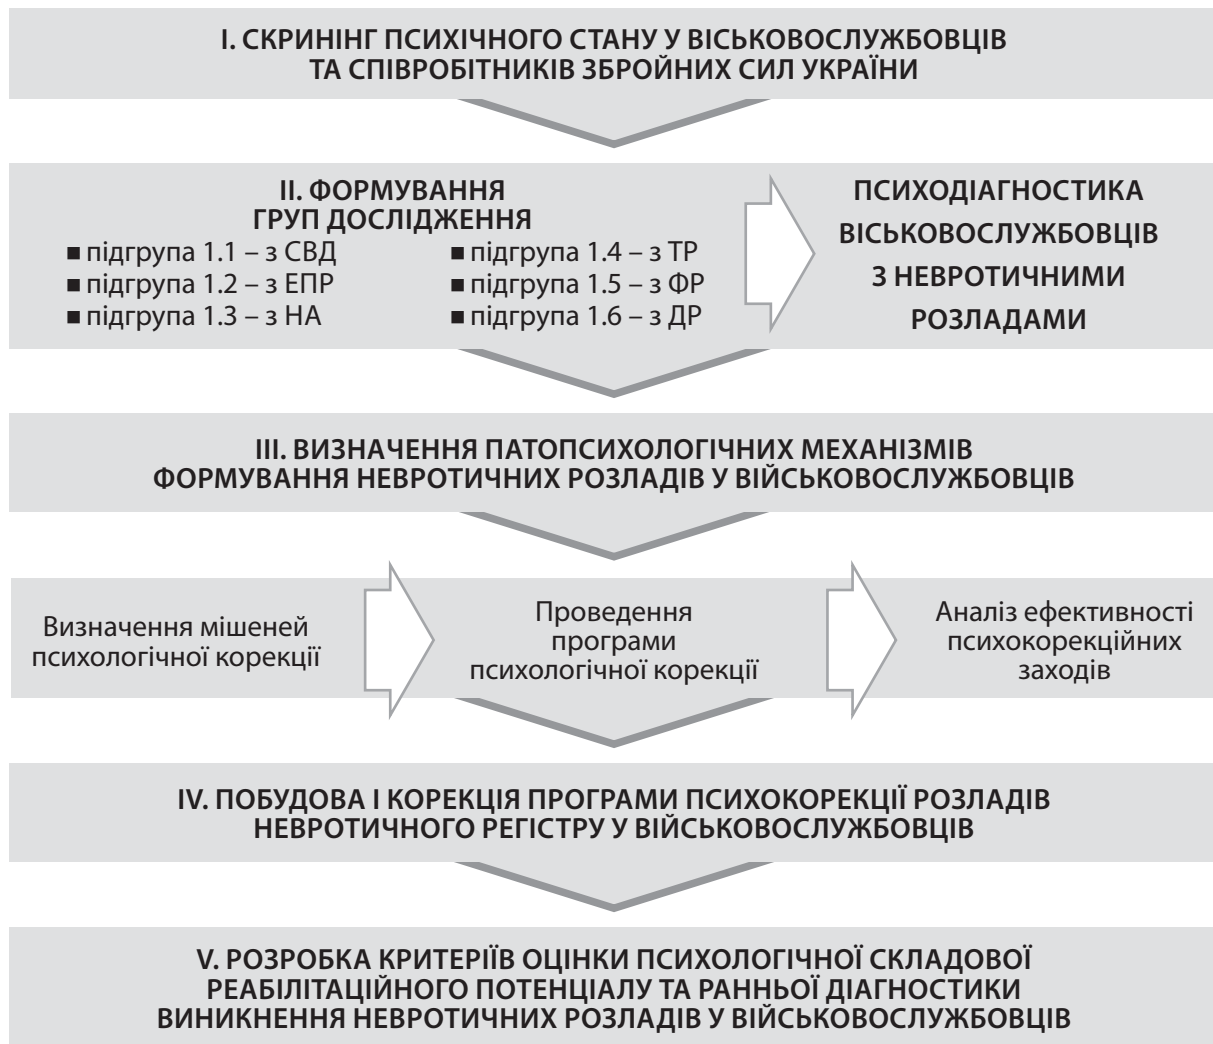 І. СКРИНІНГ ПСИХІЧНОГО СТАНУ У ВІСЬКОВОСЛУЖБОВЦІВ
ТА СПІВРОБІТНИКІВ ЗБРОЙНИХ СИЛ УКРАЇНИ
ІІ. ФОРМУВАННЯ
ГРУП ДОСЛІДЖЕННЯ
■ підгрупа 1.1 – з СВД
■ підгрупа 1.2 – з ЕПР
■ підгрупа 1.3 – з НА
■ підгрупа 1.4 – з ТР
■ підгрупа 1.5 – з ФР
■ підгрупа 1.6 – з ДР
ПСИХОДІАГНОСТИКА
ВІСЬКОВОСЛУЖБОВЦІВ
З НЕВРОТИЧНИМИ
РОЗЛАДАМИ
ІІІ. ВИЗНАЧЕННЯ ПАТОПСИХОЛОГІЧНИХ МЕХАНІЗМІВ
ФОРМУВАННЯ НЕВРОТИЧНИХ РОЗЛАДІВ У ВІЙСЬКОВОСЛУЖБОВЦІВ
Визначення мішеней
психологічної корекції
Проведення
програми
психологічної корекції
Аналіз ефективності
психокорекційних
заходів
IV. ПОБУДОВА І КОРЕКЦІЯ ПРОГРАМИ ПСИХОКОРЕКЦІЇ РОЗЛАДІВ
НЕВРОТИЧНОГО РЕГІСТРУ У ВІЙСЬКОВОСЛУЖБОВЦІВ
V. РОЗРОБКА КРИТЕРІЇВ ОЦІНКИ ПСИХОЛОГІЧНОЇ СКЛАДОВОЇ
РЕАБІЛІТАЦІЙНОГО ПОТЕНЦІАЛУ ТА РАННЬОЇ ДІАГНОСТИКИ
ВИНИКНЕННЯ НЕВРОТИЧНИХ РОЗЛАДІВ У ВІЙСЬКОВОСЛУЖБОВЦІВ